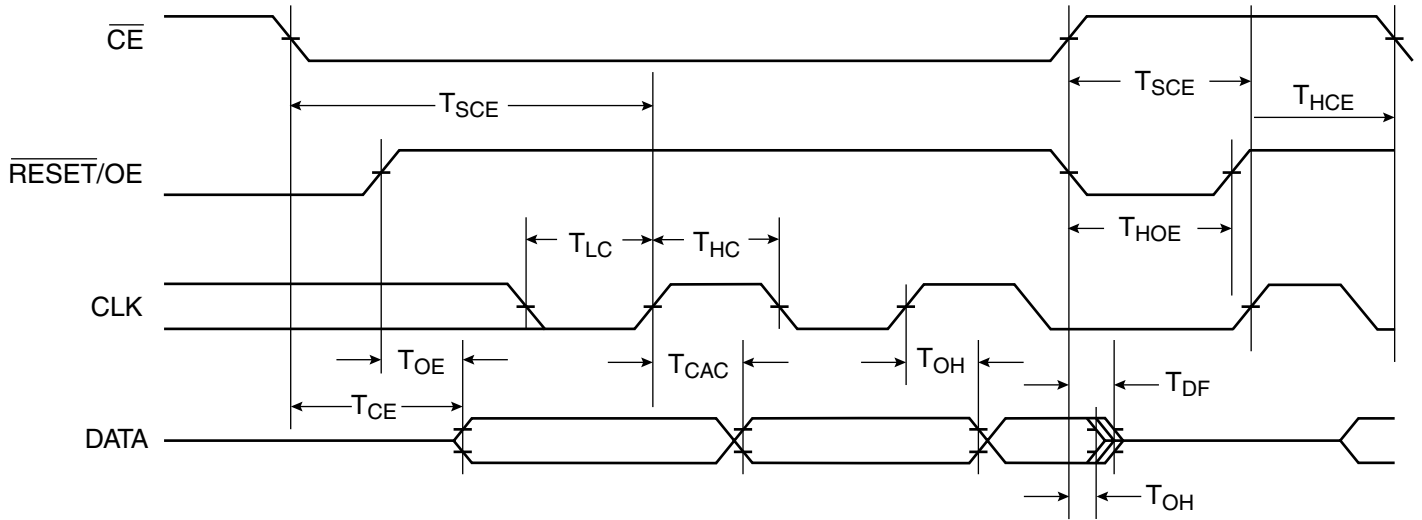 CE
TSCE
TSCE
THCE
RESET/OE
TLC
THC
THOE
CLK
TOE
TCAC
TOH
TDF
TCE
DATA
TOH